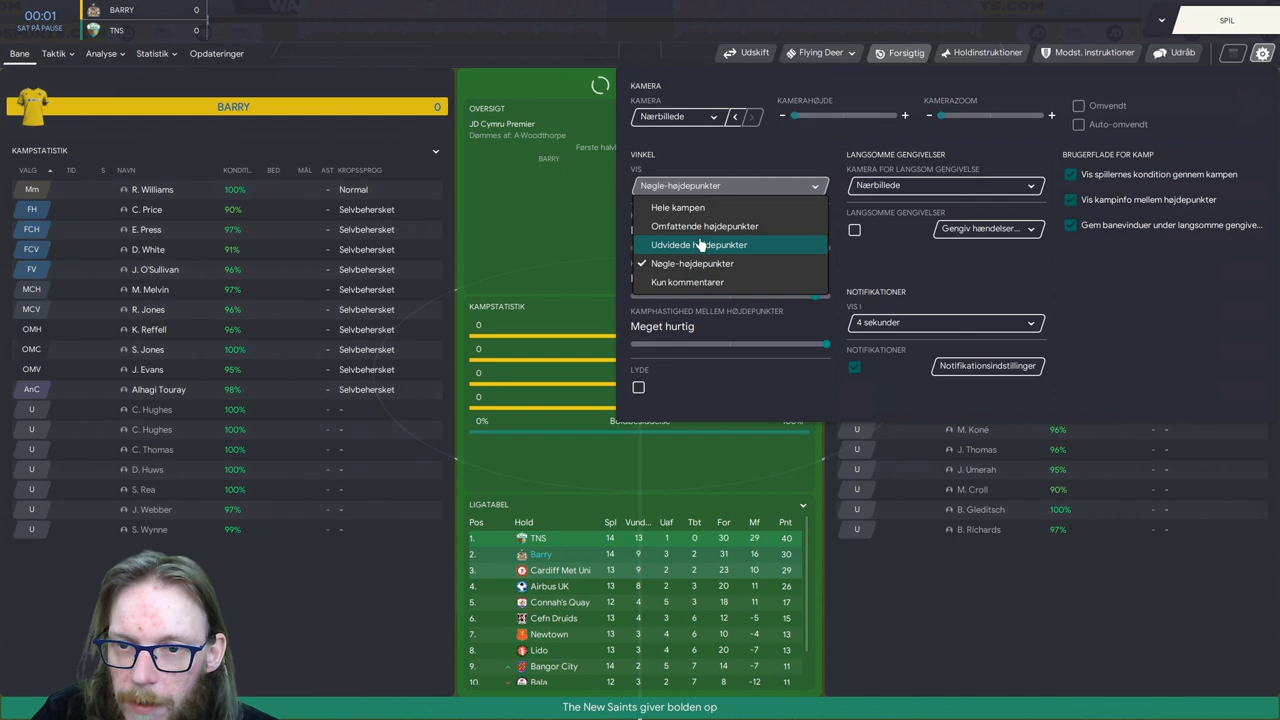 00:01
SAT PÅ PAUSE
BARRY 0
TNS 0
SPIL
Bane Taktik Analyse Statistik Opdateringer
Udskift Flying Deer Forsigtig Holdinstruktioner Modst. instruktioner Udråb
BARRY 0
KAMPSTATISTIK
VALG TID S NAVN KONDITI... BED MÅL AST KROPSSPROG
Mm R. Williams 100% - Normal
FH C. Price 90% - Selvbehersket
FCH E. Press 97% - Selvbehersket
FCV D. White 91% - Selvbehersket
FV J. O'Sullivan 96% - Selvbehersket
MCH M. Melvin 97% - Selvbehersket
MCV R. Jones 96% - Selvbehersket
OMH K. Reffell 96% - Selvbehersket
OMC S. Jones 100% - Selvbehersket
OMV J. Evans 95% - Selvbehersket
AnC Alhagi Touray 98% - Selvbehersket
U C. Hughes 100% - -
U C. Hughes 100% - -
U C. Thomas 100% - -
U D. Huws 100% - -
U S. Rea 100% - -
U J. Webber 97% - -
U S. Wynne 99% - -
OVERSIGT
JD Cymru Premier
Dømmes af: A-Woodthorpe
Første halvl
BARRY
KAMPSTATISTIK
0
0
0
0
0% Boldbesiddelse 100%
LIGATABEL
Pos Hold Spl Vund... Uaf Tbt For Mf Pnt
1. TNS 14 13 1 0 30 29 40
2. Barry 14 9 3 2 31 16 30
3. Cardiff Met Uni 13 9 2 2 23 10 29
4. Airbus UK 13 8 2 3 20 11 26
5. Connah's Quay 12 4 5 3 18 11 17
6. Cefn Druids 13 4 3 6 12 -5 15
7. Newtown 13 3 4 6 10 -4 13
8. Lido 13 3 4 6 20 -7 13
9. Bangor City 14 2 5 7 14 -7 11
10. Bala 13 2 3 7 8 -12 11
KAMERA
KAMERA
Nærbillede
KAMERAHØJDE
KAMERAZOOM
Omvendt
Auto-omvendt
VINKEL
VIS
Nøgle-højdepunkter
Hele kampen
Omfattende højdepunkter
Udvidede højdepunkter
Nøgle-højdepunkter
Kun kommentarer
KAMPHASTIGHED MELLEM HØJDEPUNKTER
Meget hurtig
LYDE
LANGSOMME GENGIVELSER
KAMERA FOR LANGSOM GENGIVELSE
Nærbillede
LANGSOMME GENGIVELSER
Gengiv hændelser...
NOTIFIKATIONER
VIS I
4 sekunder
NOTIFIKATIONER
Notifikationsindstillinger
BRUGERFLADE FOR KAMP
Vis spillernes kondition gennem kampen
Vis kampinfo mellem højdepunkter
Gem banevinduer under langsomme gengive...
U M. Koné 96% - -
U J. Thomas 96% - -
U J. Umerah 95% - -
U M. Croll 90% - -
U B. Gleditsch 100% - -
U B. Richards 97% - -
The New Saints giver bolden op